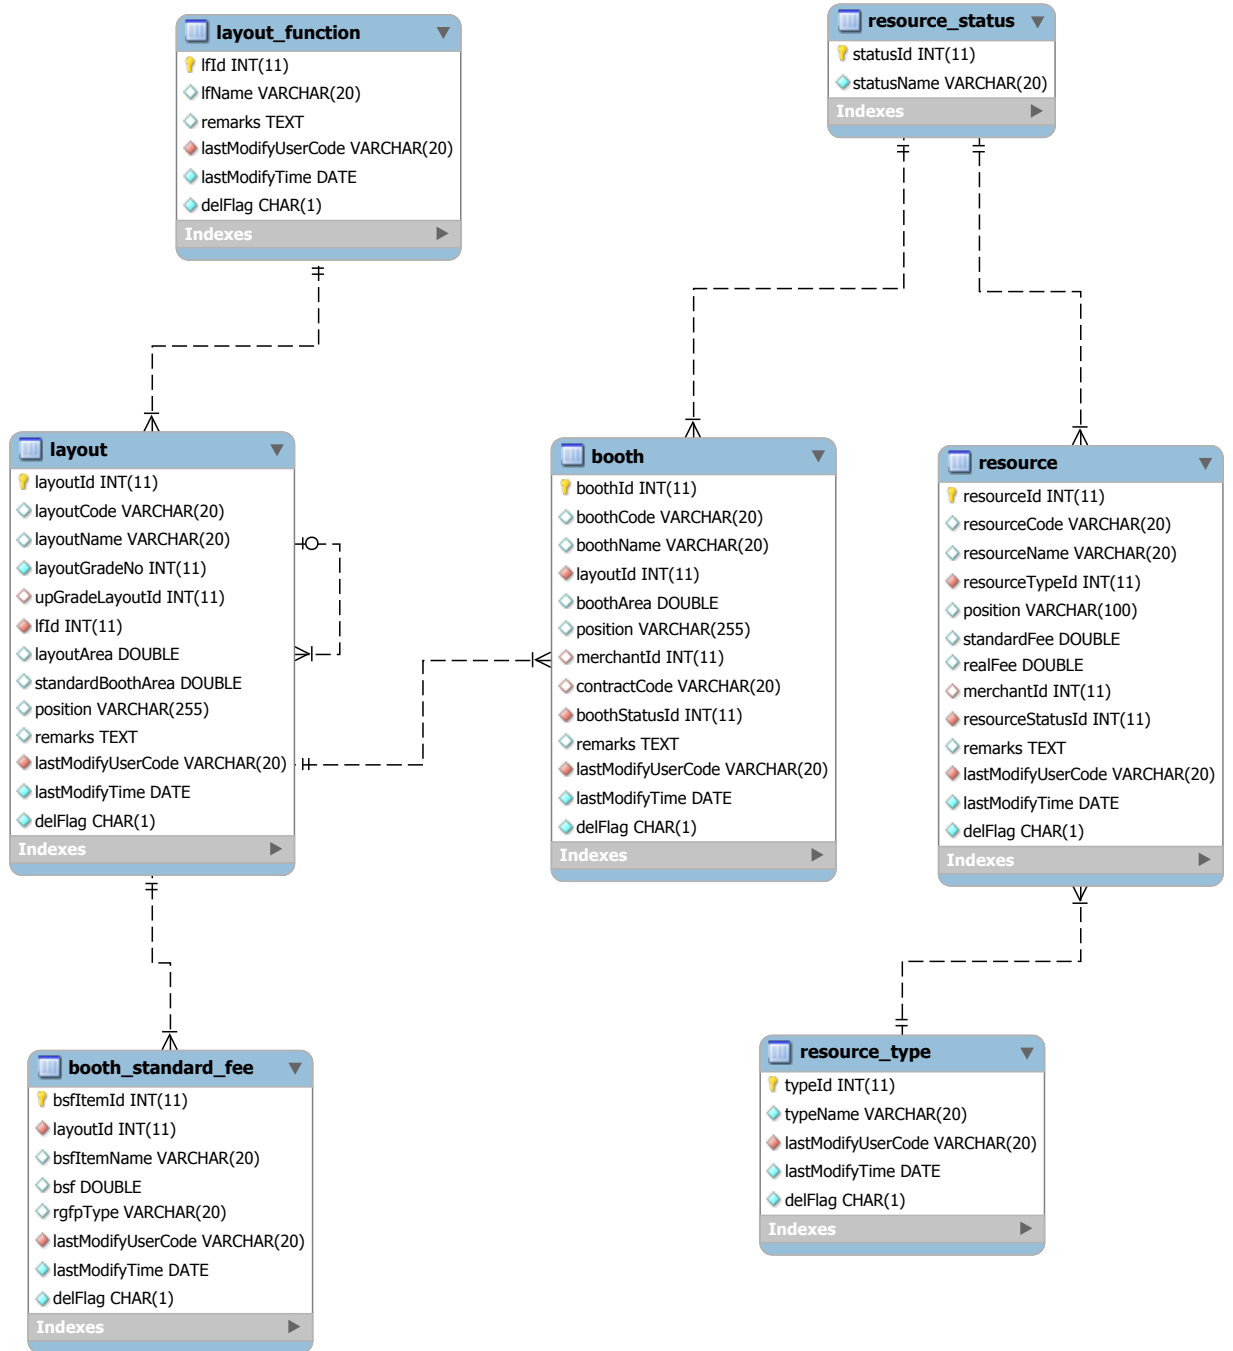 layout_function
lfId INT(11)
lfName VARCHAR(20)
remarks TEXT
lastModifyUserCode VARCHAR(20)
lastModifyTime DATE
delFlag CHAR(1)
Indexes
resource_status
statusId INT(11)
statusName VARCHAR(20)
Indexes
layout
layoutId INT(11)
layoutCode VARCHAR(20)
layoutName VARCHAR(20)
layoutGradeNo INT(11)
upGradeLayoutId INT(11)
lfId INT(11)
layoutArea DOUBLE
standardBoothArea DOUBLE
position VARCHAR(255)
remarks TEXT
lastModifyUserCode VARCHAR(20)
lastModifyTime DATE
delFlag CHAR(1)
Indexes
booth
boothId INT(11)
boothCode VARCHAR(20)
boothName VARCHAR(20)
layoutId INT(11)
boothArea DOUBLE
position VARCHAR(255)
merchantId INT(11)
contractCode VARCHAR(20)
boothStatusId INT(11)
remarks TEXT
lastModifyUserCode VARCHAR(20)
lastModifyTime DATE
delFlag CHAR(1)
Indexes
resource
resourceId INT(11)
resourceCode VARCHAR(20)
resourceName VARCHAR(20)
resourceTypeId INT(11)
position VARCHAR(100)
standardFee DOUBLE
realFee DOUBLE
merchantId INT(11)
resourceStatusId INT(11)
remarks TEXT
lastModifyUserCode VARCHAR(20)
lastModifyTime DATE
delFlag CHAR(1)
Indexes
booth_standard_fee
bsfItemId INT(11)
layoutId INT(11)
bsfItemName VARCHAR(20)
bsf DOUBLE
rgfpType VARCHAR(20)
lastModifyUserCode VARCHAR(20)
lastModifyTime DATE
delFlag CHAR(1)
Indexes
resource_type
typeId INT(11)
typeName VARCHAR(20)
lastModifyUserCode VARCHAR(20)
lastModifyTime DATE
delFlag CHAR(1)
Indexes